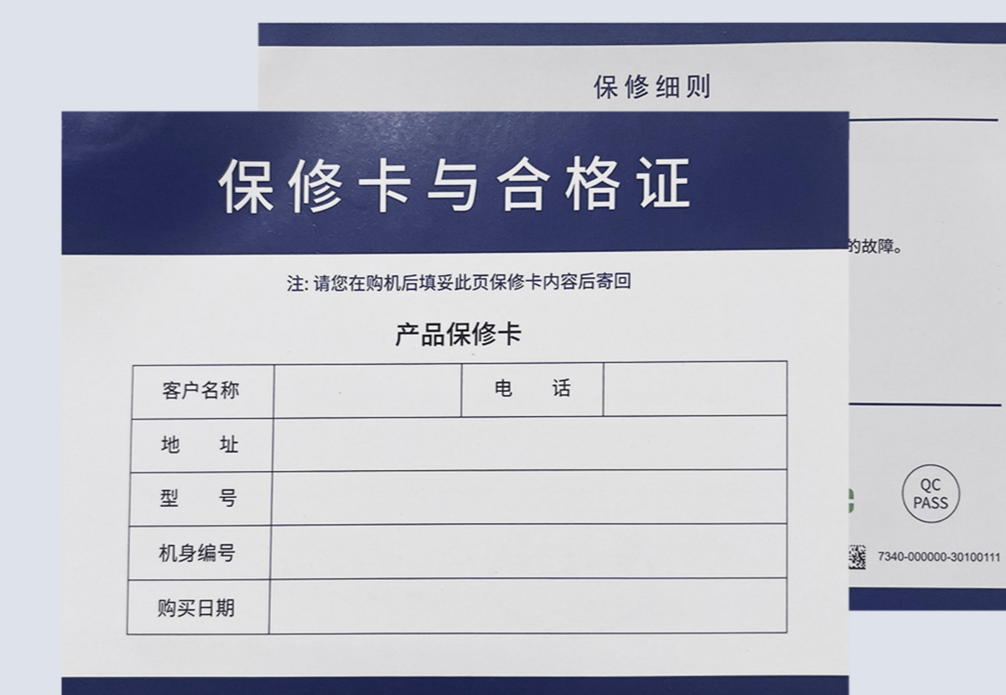 保修细则
保修卡与合格证
的故障。
注: 请您在购机后填妥此页保修卡内容后寄回
产品保修卡
客户名称
电 话
地 址
型 号
机身编号
购买日期
QC
PASS
7340-000000-30100111